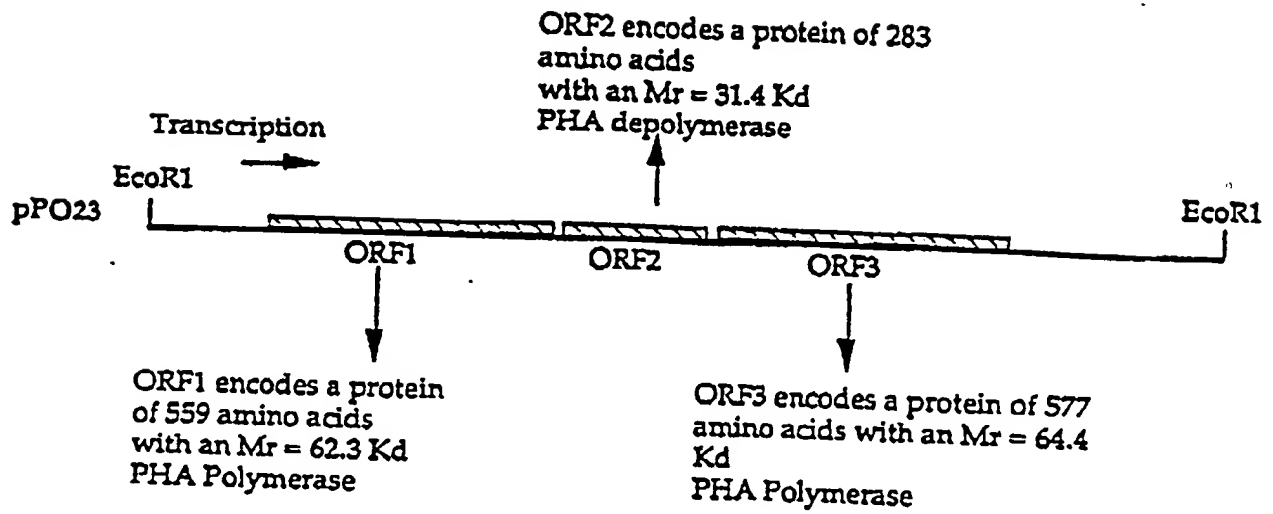 ORF2 encodes a protein of 283
amino acids
with an Mr = 31.4 Kd
PHA depolymerase
Transcription
EcoR1
pPO23
EcoR1
ORF1
ORF2
ORF3
ORF1 encodes a protein
of 559 amino acids
with an Mr = 62.3 Kd
PHA Polymerase
ORF3 encodes a protein of 577
amino acids with an Mr = 64.4
Kd
PHA Polymerase